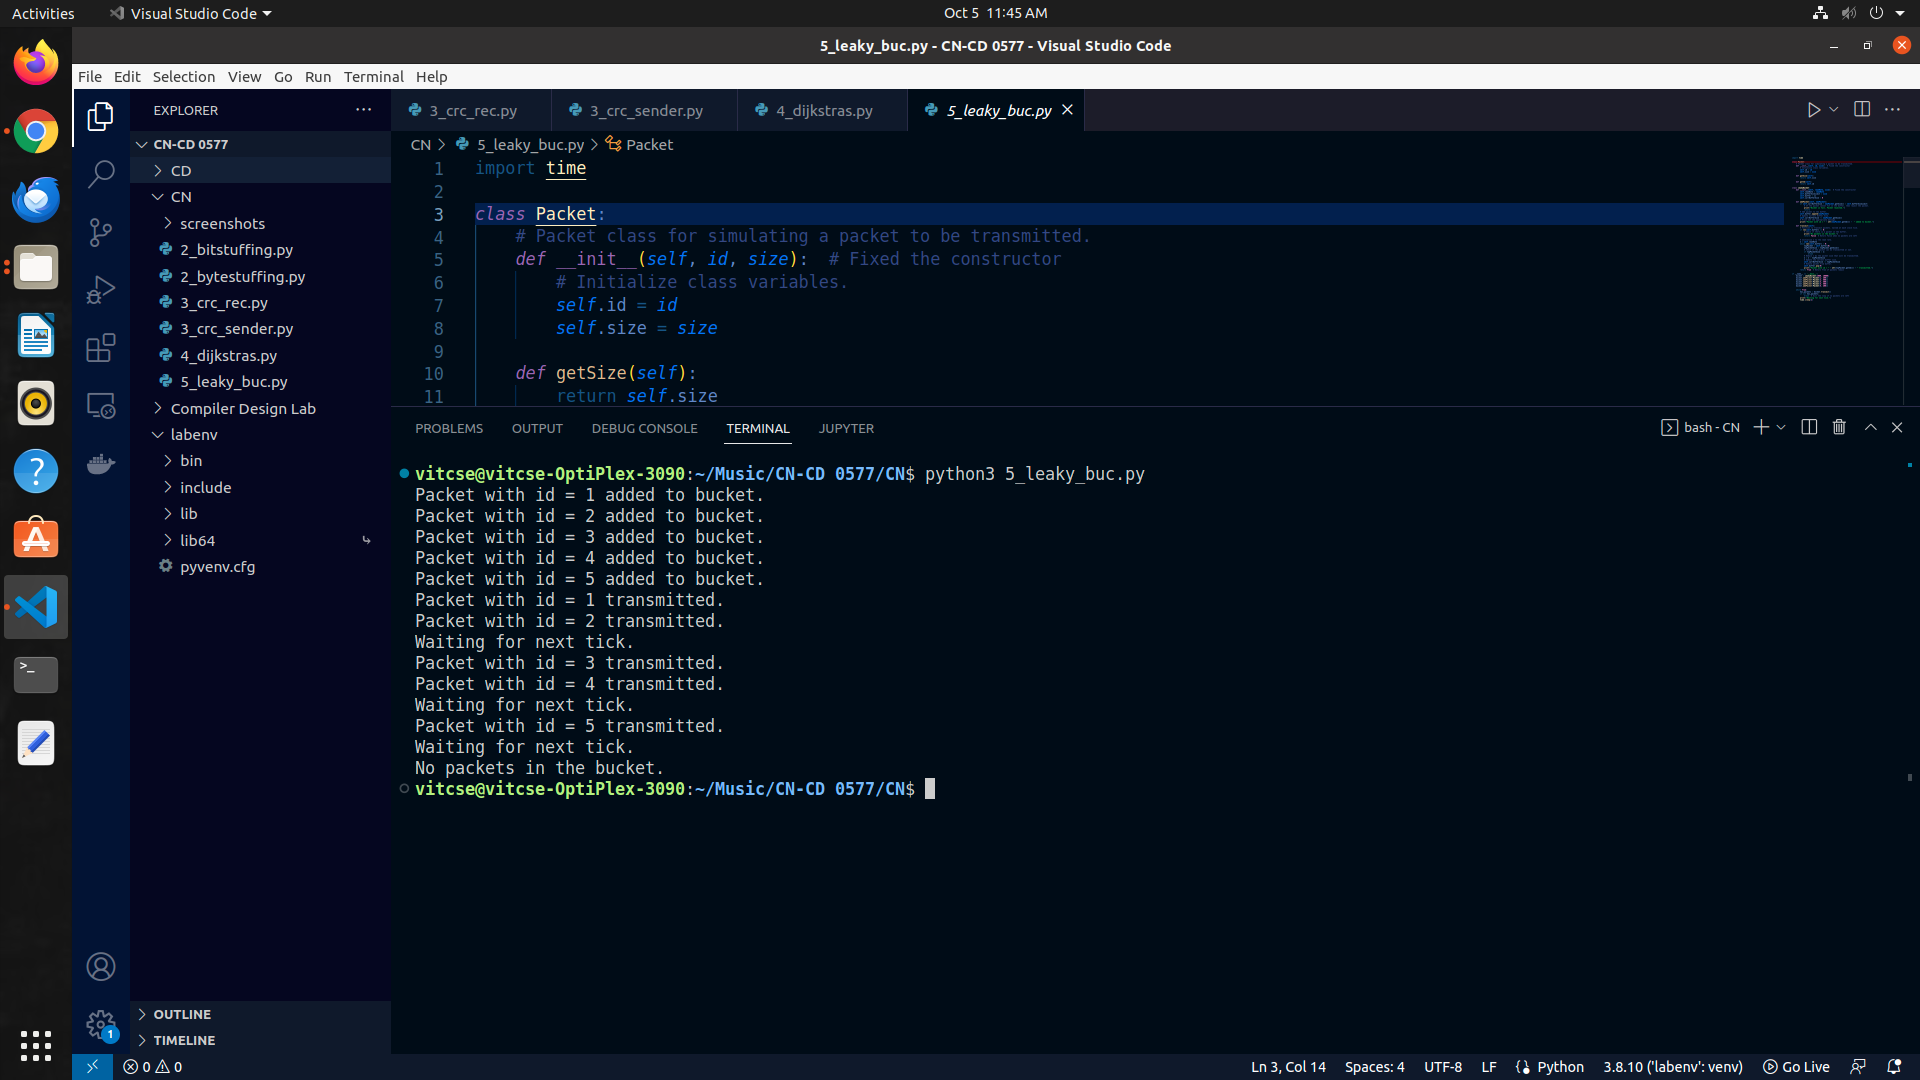 Activities
Visual Studio Code
Oct 5 11:45 AM
5_leaky_buc.py - CN-CD 0577 - Visual Studio Code
File Edit Selection View Go Run Terminal Help
EXPLORER
CN-CD 0577
CD
CN
screenshots
2_bitstuffing.py
2_bytestuffing.py
3_crc_rec.py
3_crc_sender.py
4_dijkstras.py
5_leaky_buc.py
Compiler Design Lab
labenv
bin
include
lib
lib64
pyvenv.cfg
OUTLINE
TIMELINE
3_crc_rec.py 3_crc_sender.py 4_dijkstras.py 5_leaky_buc.py
CN > 5_leaky_buc.py > Packet
1 import time
2
3 class Packet:
4 # Packet class for simulating a packet to be transmitted.
5 def __init__(self, id, size): # Fixed the constructor
6 # Initialize class variables.
7 self.id = id
8 self.size = size
9
10 def getSize(self):
11 return self.size
PROBLEMS OUTPUT DEBUG CONSOLE TERMINAL JUPYTER
bash - CN
vitcse@vitcse-OptiPlex-3090:~/Music/CN-CD 0577/CN$ python3 5_leaky_buc.py
Packet with id = 1 added to bucket.
Packet with id = 2 added to bucket.
Packet with id = 3 added to bucket.
Packet with id = 4 added to bucket.
Packet with id = 5 added to bucket.
Packet with id = 1 transmitted.
Packet with id = 2 transmitted.
Waiting for next tick.
Packet with id = 3 transmitted.
Packet with id = 4 transmitted.
Waiting for next tick.
Packet with id = 5 transmitted.
Waiting for next tick.
No packets in the bucket.
vitcse@vitcse-OptiPlex-3090:~/Music/CN-CD 0577/CN$
1
0 0
Ln 3, Col 14 Spaces: 4 UTF-8 LF Python 3.8.10 ('labenv': venv) Go Live